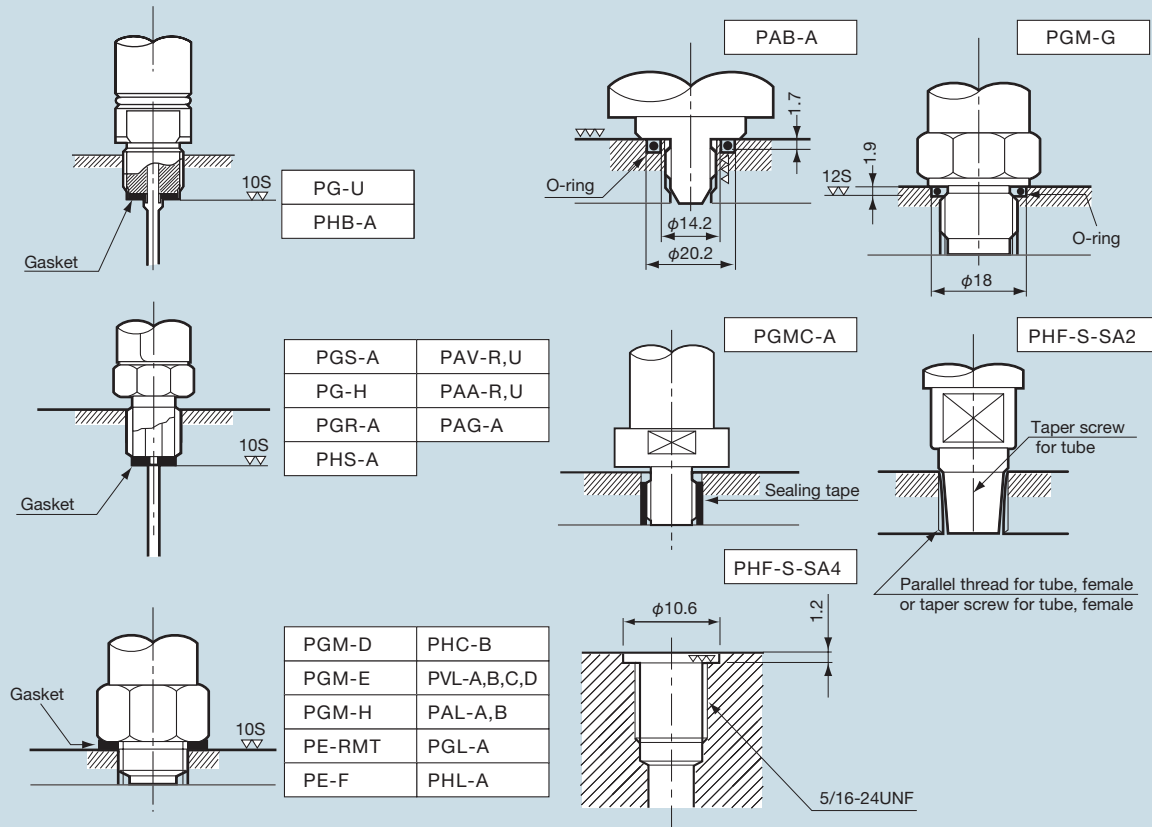 10S
Gasket
PG-U
PHB-A
10S
Gasket
PGS-A PAV-R,U
PG-H PAA-R,U
PGR-A PAG-A
PHS-A
Gasket
10S
PGM-D PHC-B
PGM-E PVL-A,B,C,D
PGM-H PAL-A,B
PE-RMT PGL-A
PE-F PHL-A
PAB-A
1.7
O-ring
φ14.2
φ20.2
PGM-G
1.9
12S
O-ring
φ18
PGMC-A
Sealing tape
PHF-S-SA2
Taper screw
for tube
Parallel thread for tube, female
or taper screw for tube, female
PHF-S-SA4
φ10.6
1.2
5/16-24UNF